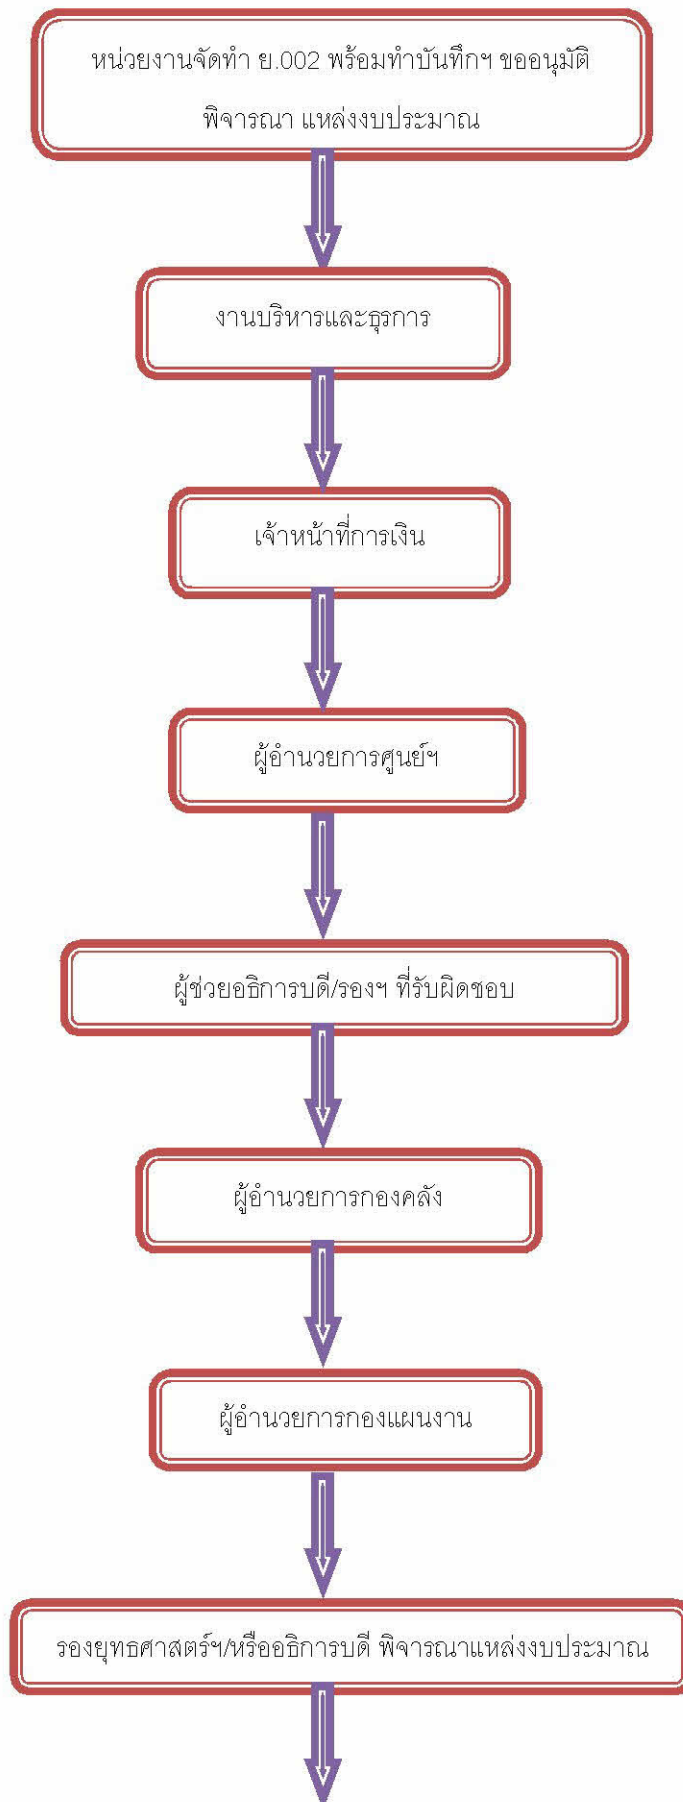 หน่วยงานจัดทำ ย.002 พร้อมทำบันทึกฯ ขออนุมัติ
พิจารณา แหล่งงบประมาณ
งานบริหารและธุรการ
เจ้าหน้าที่การเงิน
ผู้อำนวยการศูนย์ฯ
ผู้ช่วยอธิการบดี/รองฯ ที่รับผิดชอบ
ผู้อำนวยการกองคลัง
ผู้อำนวยการกองแผนงาน
รองยุทธศาสตร์ฯ/หรืออธิการบดี พิจารณาแหล่งงบประมาณ